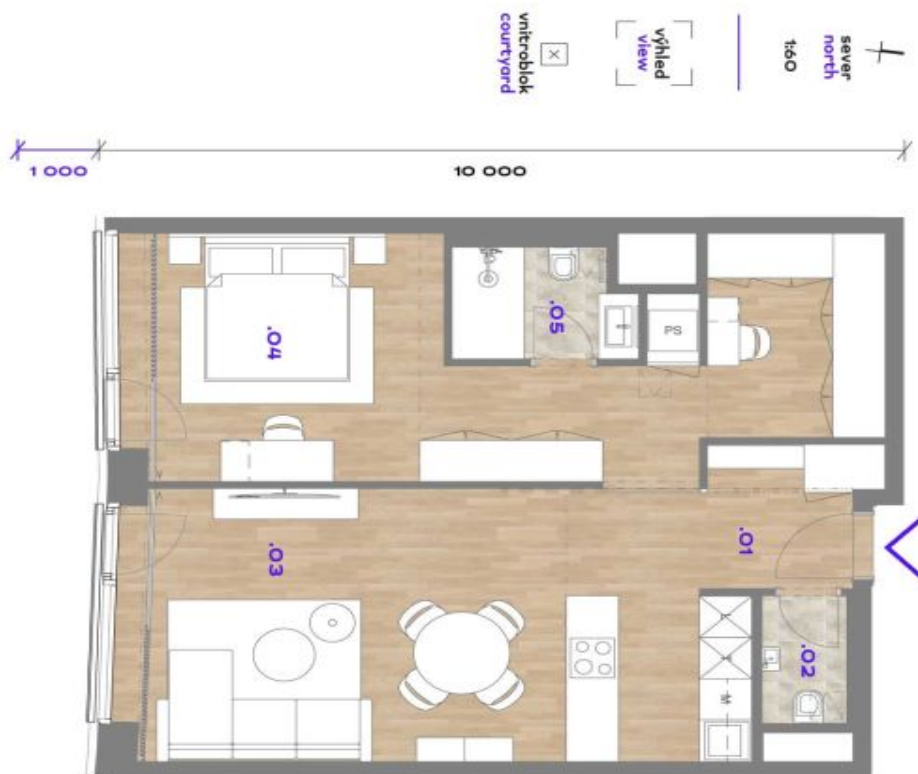 sever
north
1:60
výhled
view
vnitroblok
courtyard
1 000
10 000
.04
.05
PS
.03
.01
.02
M